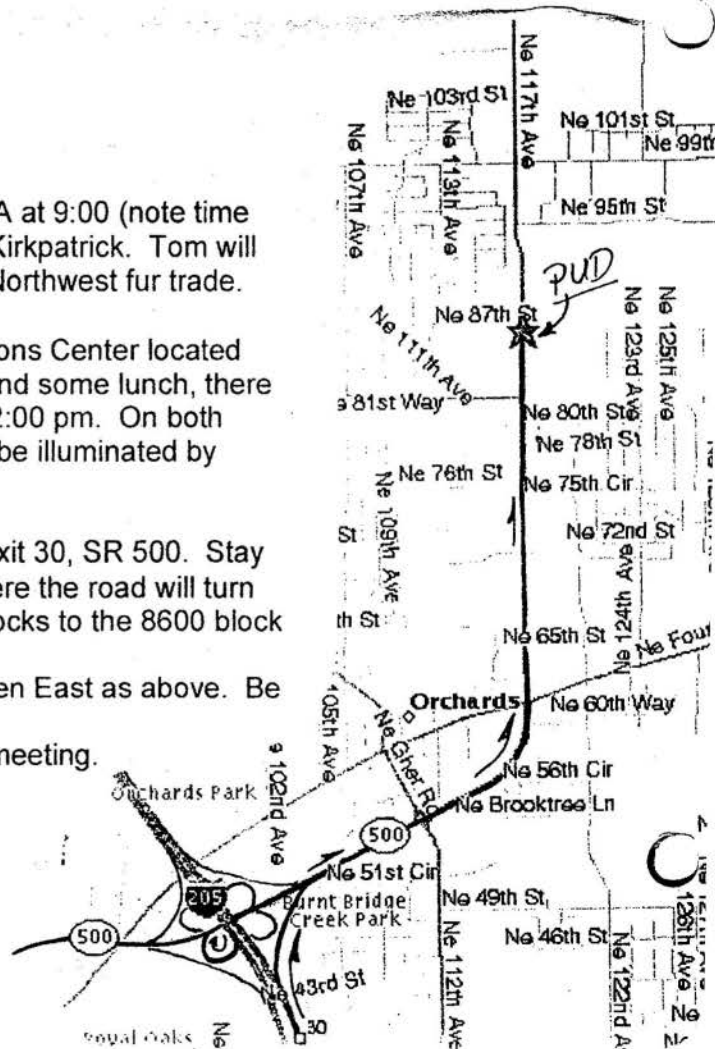 A at 9:00 (note time
Kirkpatrick. Tom will
Northwest fur trade.
ons Center located
nd some lunch, there
2:00 pm. On both
be illuminated by
xit 30, SR 500. Stay
ere the road will turn
ocks to the 8600 block
en East as above. Be
meeting.
Ne 117th Ave
Ne 103rd St
Ne 101st St
Ne 99th
Ne 107th Ave
Ne 113th Ave
Ne 95th St
PUD
Ne 87th St
Ne 111th Ave
Ne 123rd Ave
Ne 125th Ave
e 81st Way
Ne 80th St
Ne 78th St
Ne 76th St
Ne 75th Cir
Ne 109th Ave
St
Ne 72nd St
th St
Ne 124th Ave
Ne 65th St
Ne Four
105th Ave
Orchards
Ne 60th Way
Ne Gher Rd
e 102nd Ave
Ne 56th Cir
Orchards Park
Ne Brooktree Ln
500
Ne 51st Cir
205
Burnt Bridge
Creek Park
Ne 49th St
126th Ave
500
Ne 46th St
Ne 43rd St
Ne 112th Ave
Ne 122nd A
Ne
30
Royal Oaks
Ne